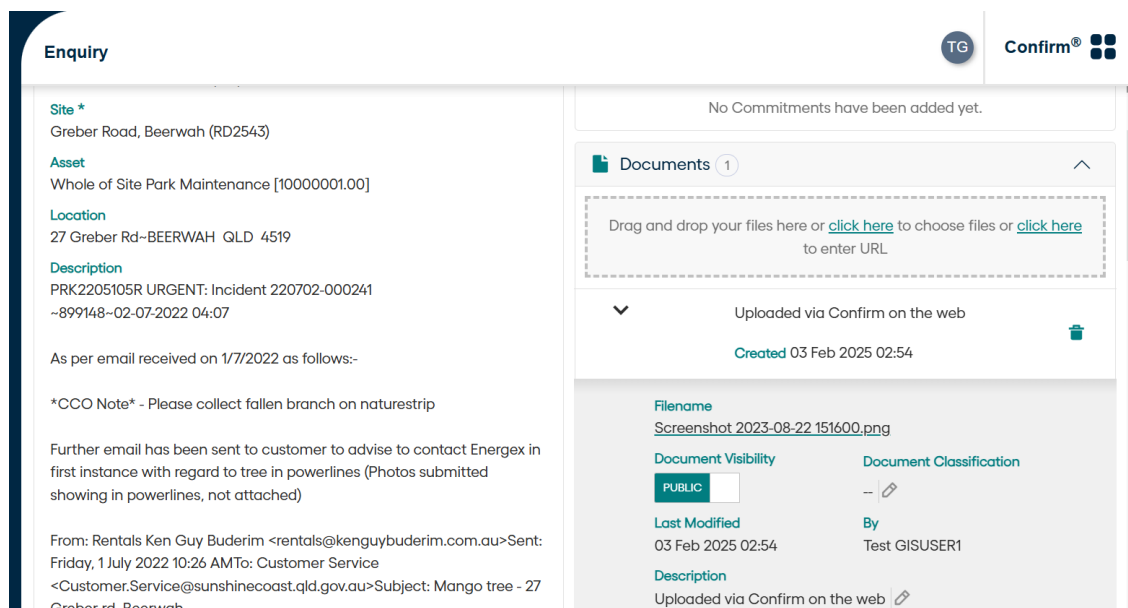 Enquiry
TG
Confirm®
Site *
Greber Road, Beerwah (RD2543)
Asset
Whole of Site Park Maintenance [10000001.00]
Location
27 Greber Rd~BEERWAH  QLD  4519
Description
PRK2205105R URGENT: Incident 220702-000241
~899148~02-07-2022 04:07
As per email received on 1/7/2022 as follows:-
*CCO Note* - Please collect fallen branch on naturestrip
Further email has been sent to customer to advise to contact Energex in
first instance with regard to tree in powerlines (Photos submitted
showing in powerlines, not attached)
From: Rentals Ken Guy Buderim <rentals@kenguybuderim.com.au>Sent:
Friday, 1 July 2022 10:26 AMTo: Customer Service
<Customer.Service@sunshinecoast.qld.gov.au>Subject: Mango tree - 27
Greber rd, Beerwah
No Commitments have been added yet.
Documents 1
Drag and drop your files here or click here to choose files or click here
to enter URL
Uploaded via Confirm on the web
Created 03 Feb 2025 02:54
Filename
Screenshot 2023-08-22 151600.png
Document Visibility
PUBLIC
Document Classification
--
Last Modified
03 Feb 2025 02:54
By
Test GISUSER1
Description
Uploaded via Confirm on the web